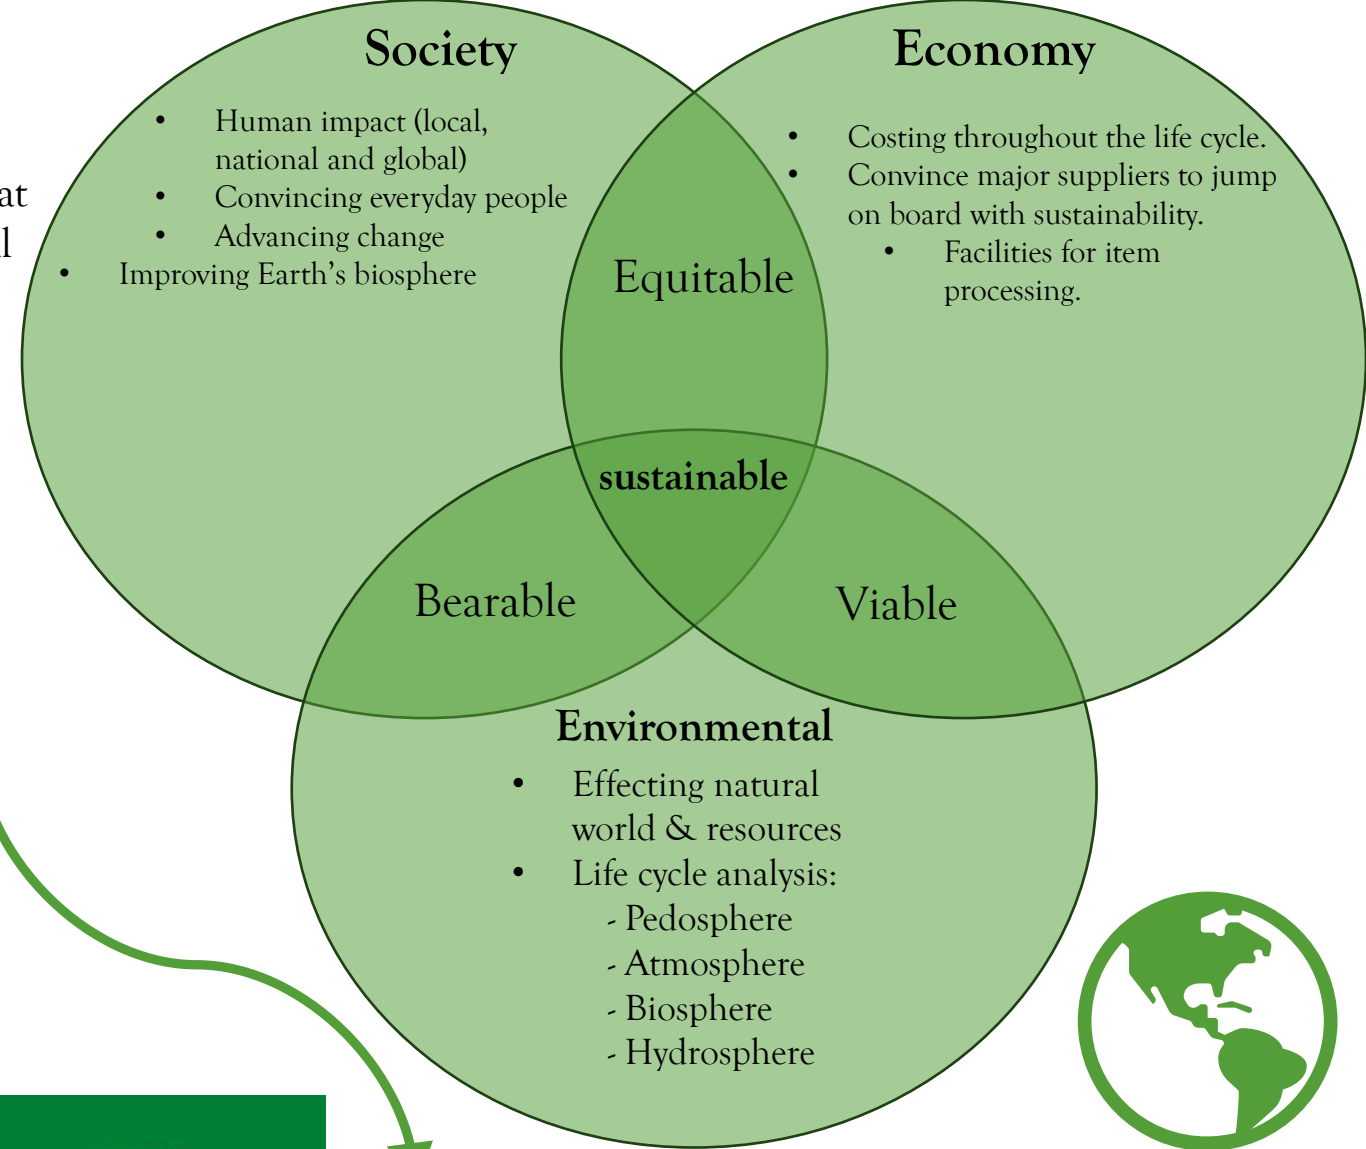 Society
• Human impact (local,
national and global)
• Convincing everyday people
• Advancing change
• Improving Earth's biosphere
Economy
• Costing throughout the life cycle.
• Convince major suppliers to jump
on board with sustainability.
• Facilities for item
processing.
at
Equitable
sustainable
Bearable
Viable
Environmental
• Effecting natural
world & resources
• Life cycle analysis:
- Pedosphere
- Atmosphere
- Biosphere
- Hydrosphere